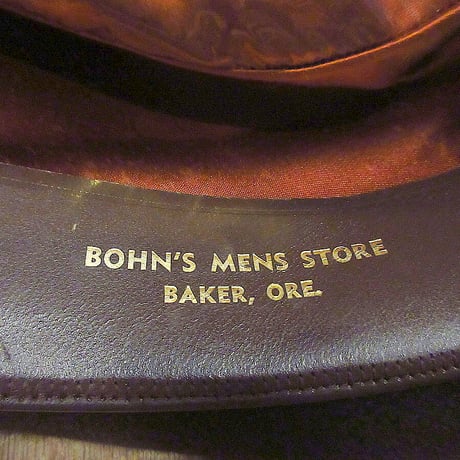 BOHN'S MENS STORE
BAKER, ORE.